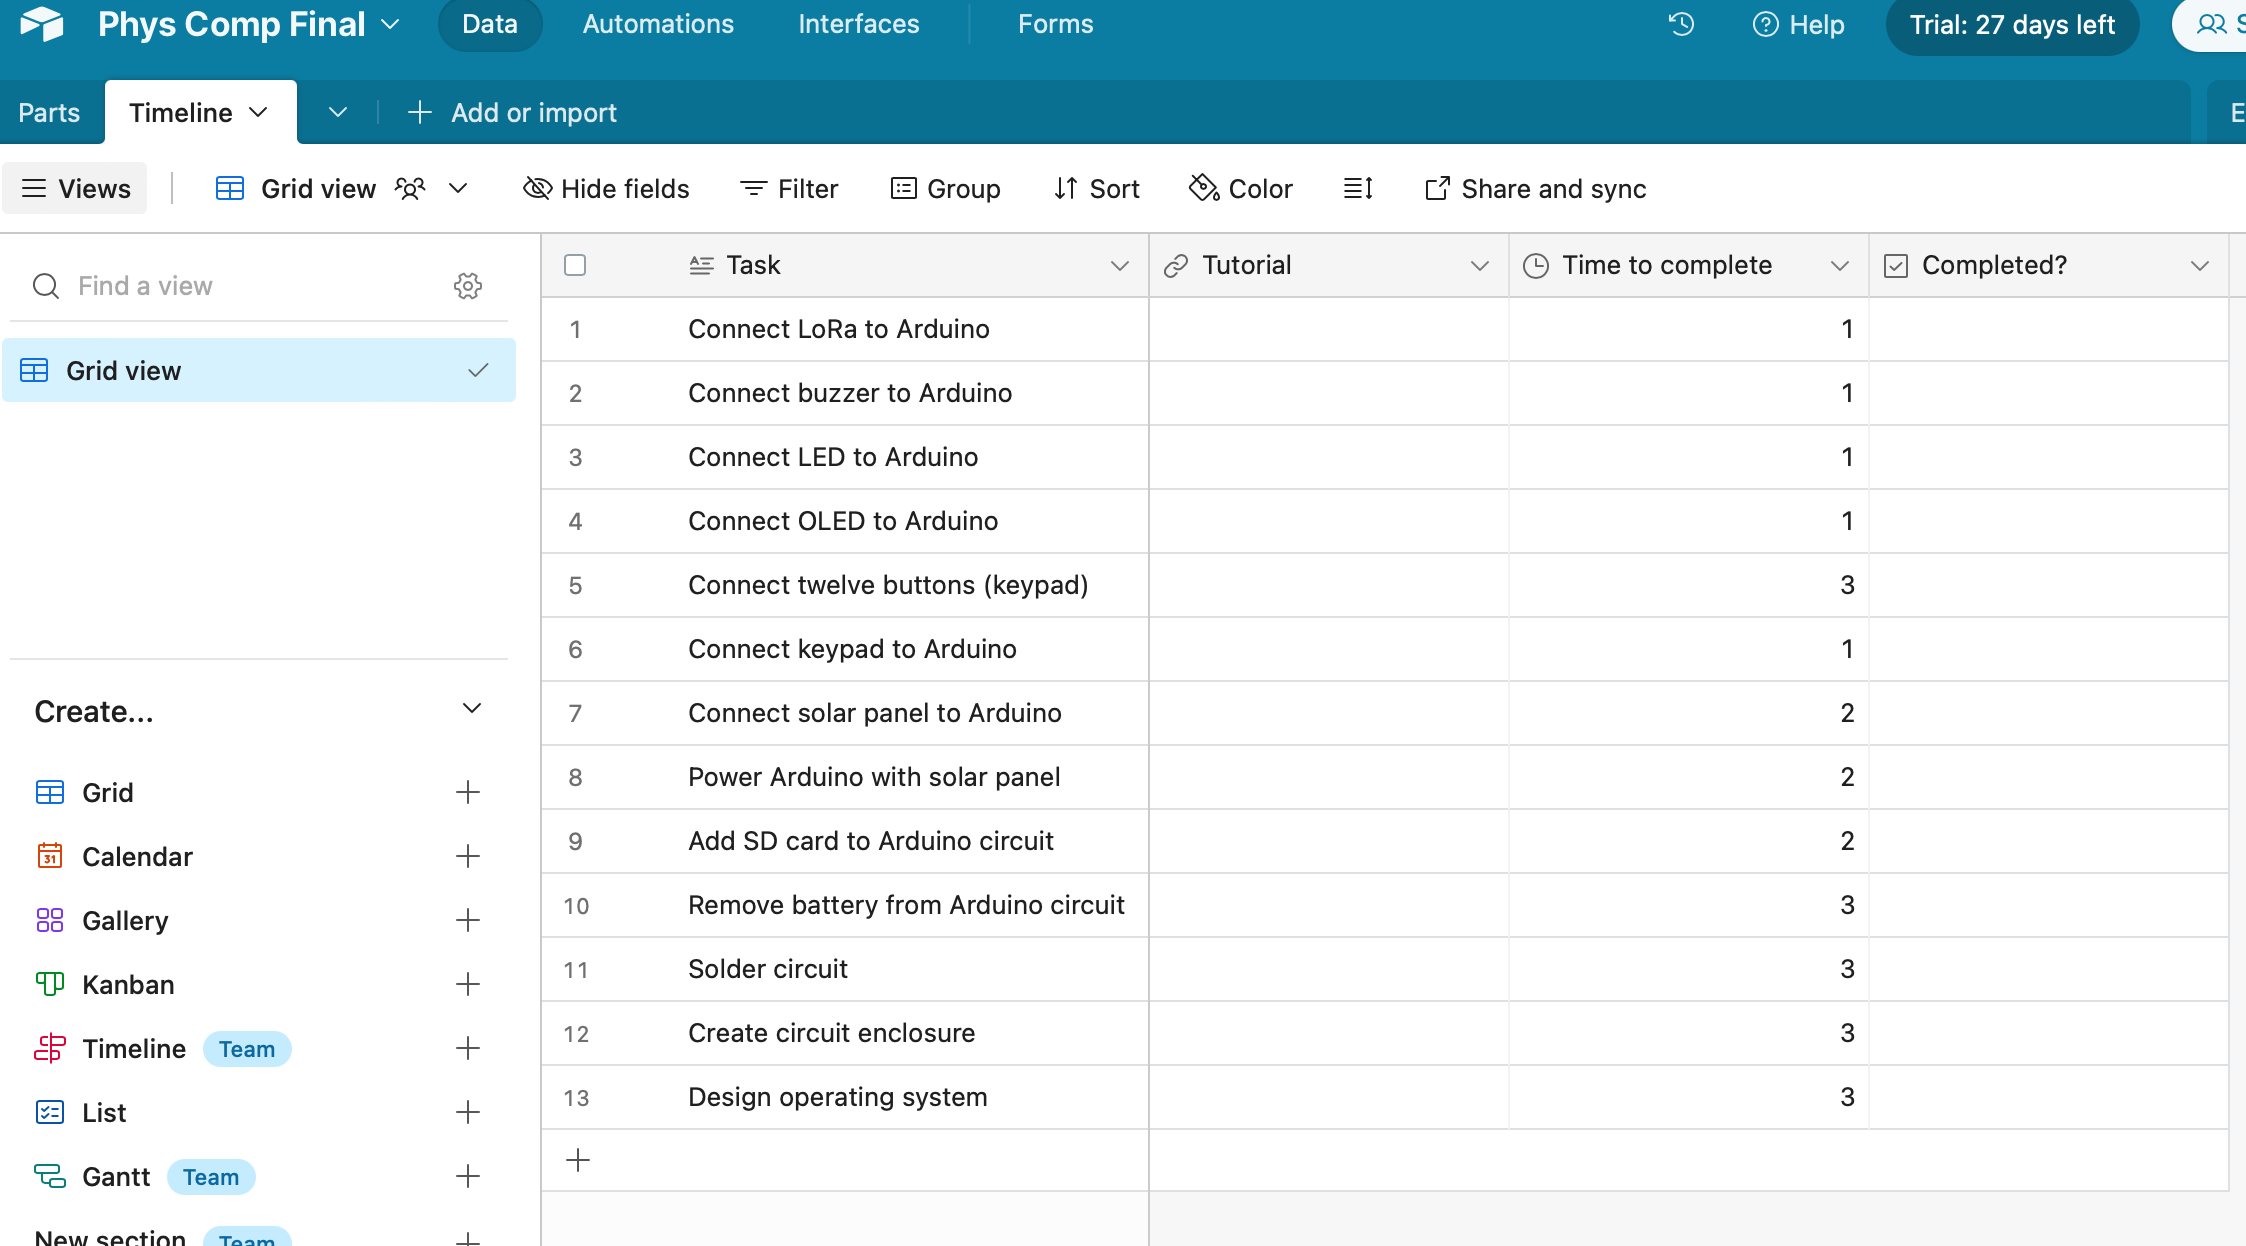 Phys Comp Final Data Automations Interfaces Forms Help Trial: 27 days left
Parts Timeline Add or import
Views Grid view Hide fields Filter Group Sort Color Share and sync
Find a view
Grid view
Create...
Grid
Calendar
Gallery
Kanban
Timeline Team
List
Gantt Team
New section Team
Task Tutorial Time to complete Completed?
1 Connect LoRa to Arduino 1
2 Connect buzzer to Arduino 1
3 Connect LED to Arduino 1
4 Connect OLED to Arduino 1
5 Connect twelve buttons (keypad) 3
6 Connect keypad to Arduino 1
7 Connect solar panel to Arduino 2
8 Power Arduino with solar panel 2
9 Add SD card to Arduino circuit 2
10 Remove battery from Arduino circuit 3
11 Solder circuit 3
12 Create circuit enclosure 3
13 Design operating system 3